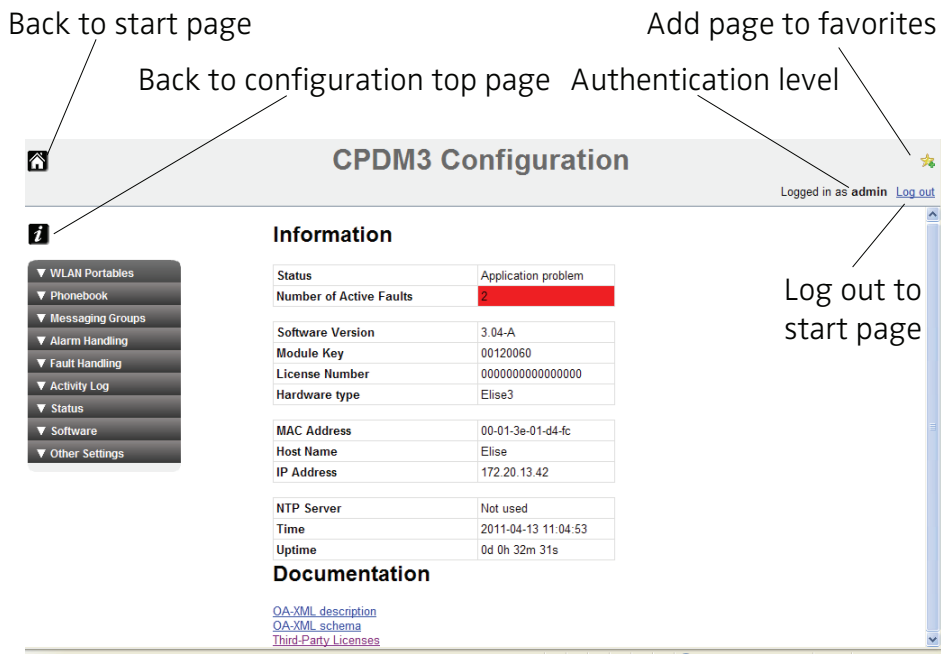 Back to start page
Add page to favorites
Back to configuration top page
Authentication level
CPDM3 Configuration
Logged in as admin Log out
Information
WLAN Portables
Phonebook
Messaging Groups
Alarm Handling
Fault Handling
Activity Log
Status
Software
Other Settings
Status Application problem
Number of Active Faults 2
Software Version 3.04-A
Module Key 00120060
License Number 0000000000000000
Hardware type Elise3
MAC Address 00-01-3e-01-d4-fc
Host Name Elise
IP Address 172.20.13.42
NTP Server Not used
Time 2011-04-13 11:04:53
Uptime 0d 0h 32m 31s
Log out to
start page
Documentation
OA-XML description
OA-XML schema
Third-Party Licenses